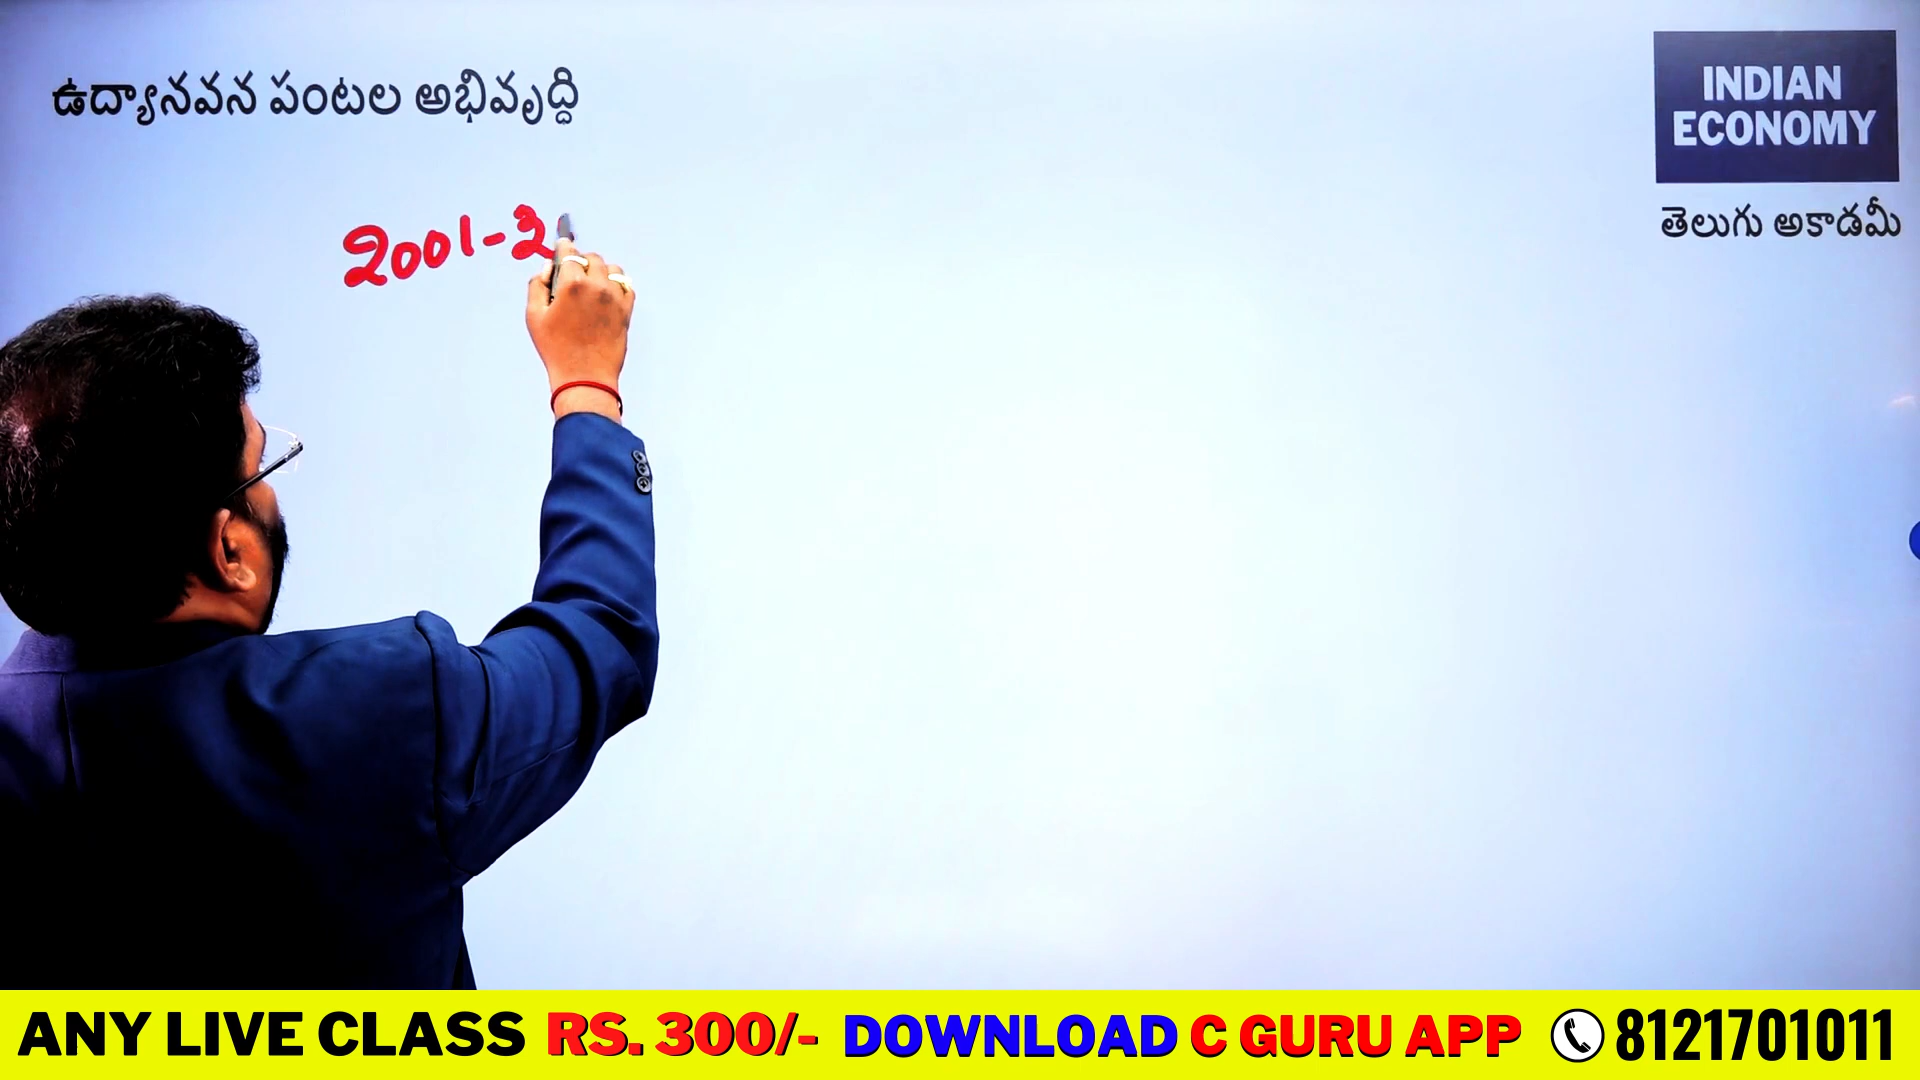 ఉద్యానవన పంటల అభివృద్ధి
INDIAN
ECONOMY
తెలుగు అకాడమీ
2001-2
ANY LIVE CLASS RS. 300/- DOWNLOAD C GURU APP 8121701011